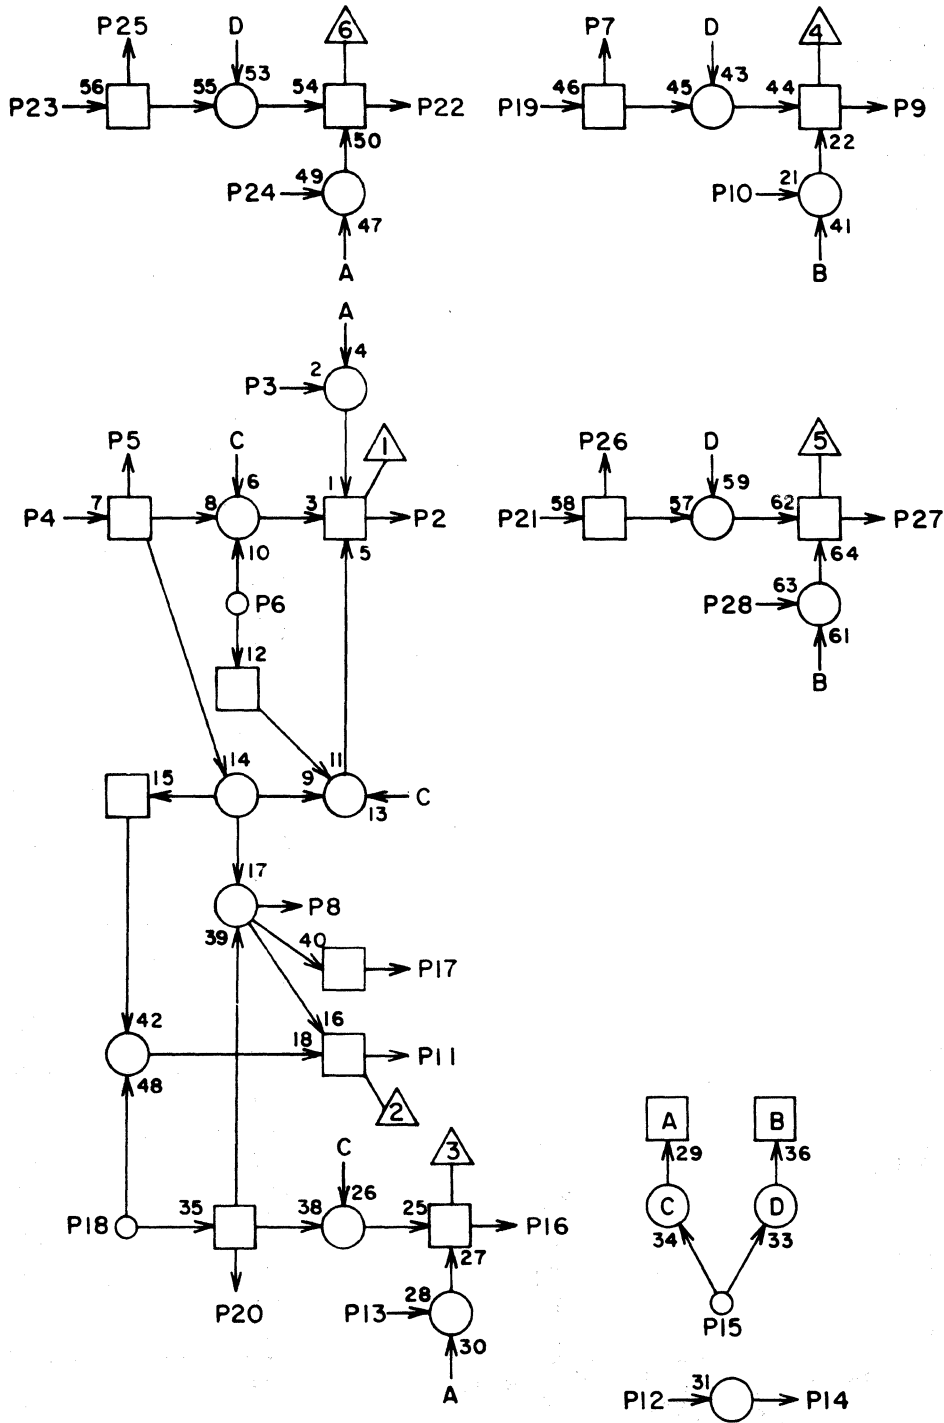 P25 D 6 P7 D 4
56 55 53 54 46 45 43 44
P23 P22 P19 P9
50 22
49 21
P24 P10
47 41
A B
A
4
2
P3
P5 C 1 P26 D 5
7 8 6 3 1 58 57 59 62
P4 P2 P21 P27
10 5 64
P6 63
P28
12 61
B
14 11
15 9
C
13
17
P8
39 40
P17
42 16
18
P11
48
2
A B
C 3 29 36
26
35 38 25 C D
P18 P16
27 34 33
28
P20 P13 P15
30
31
A P12 P14